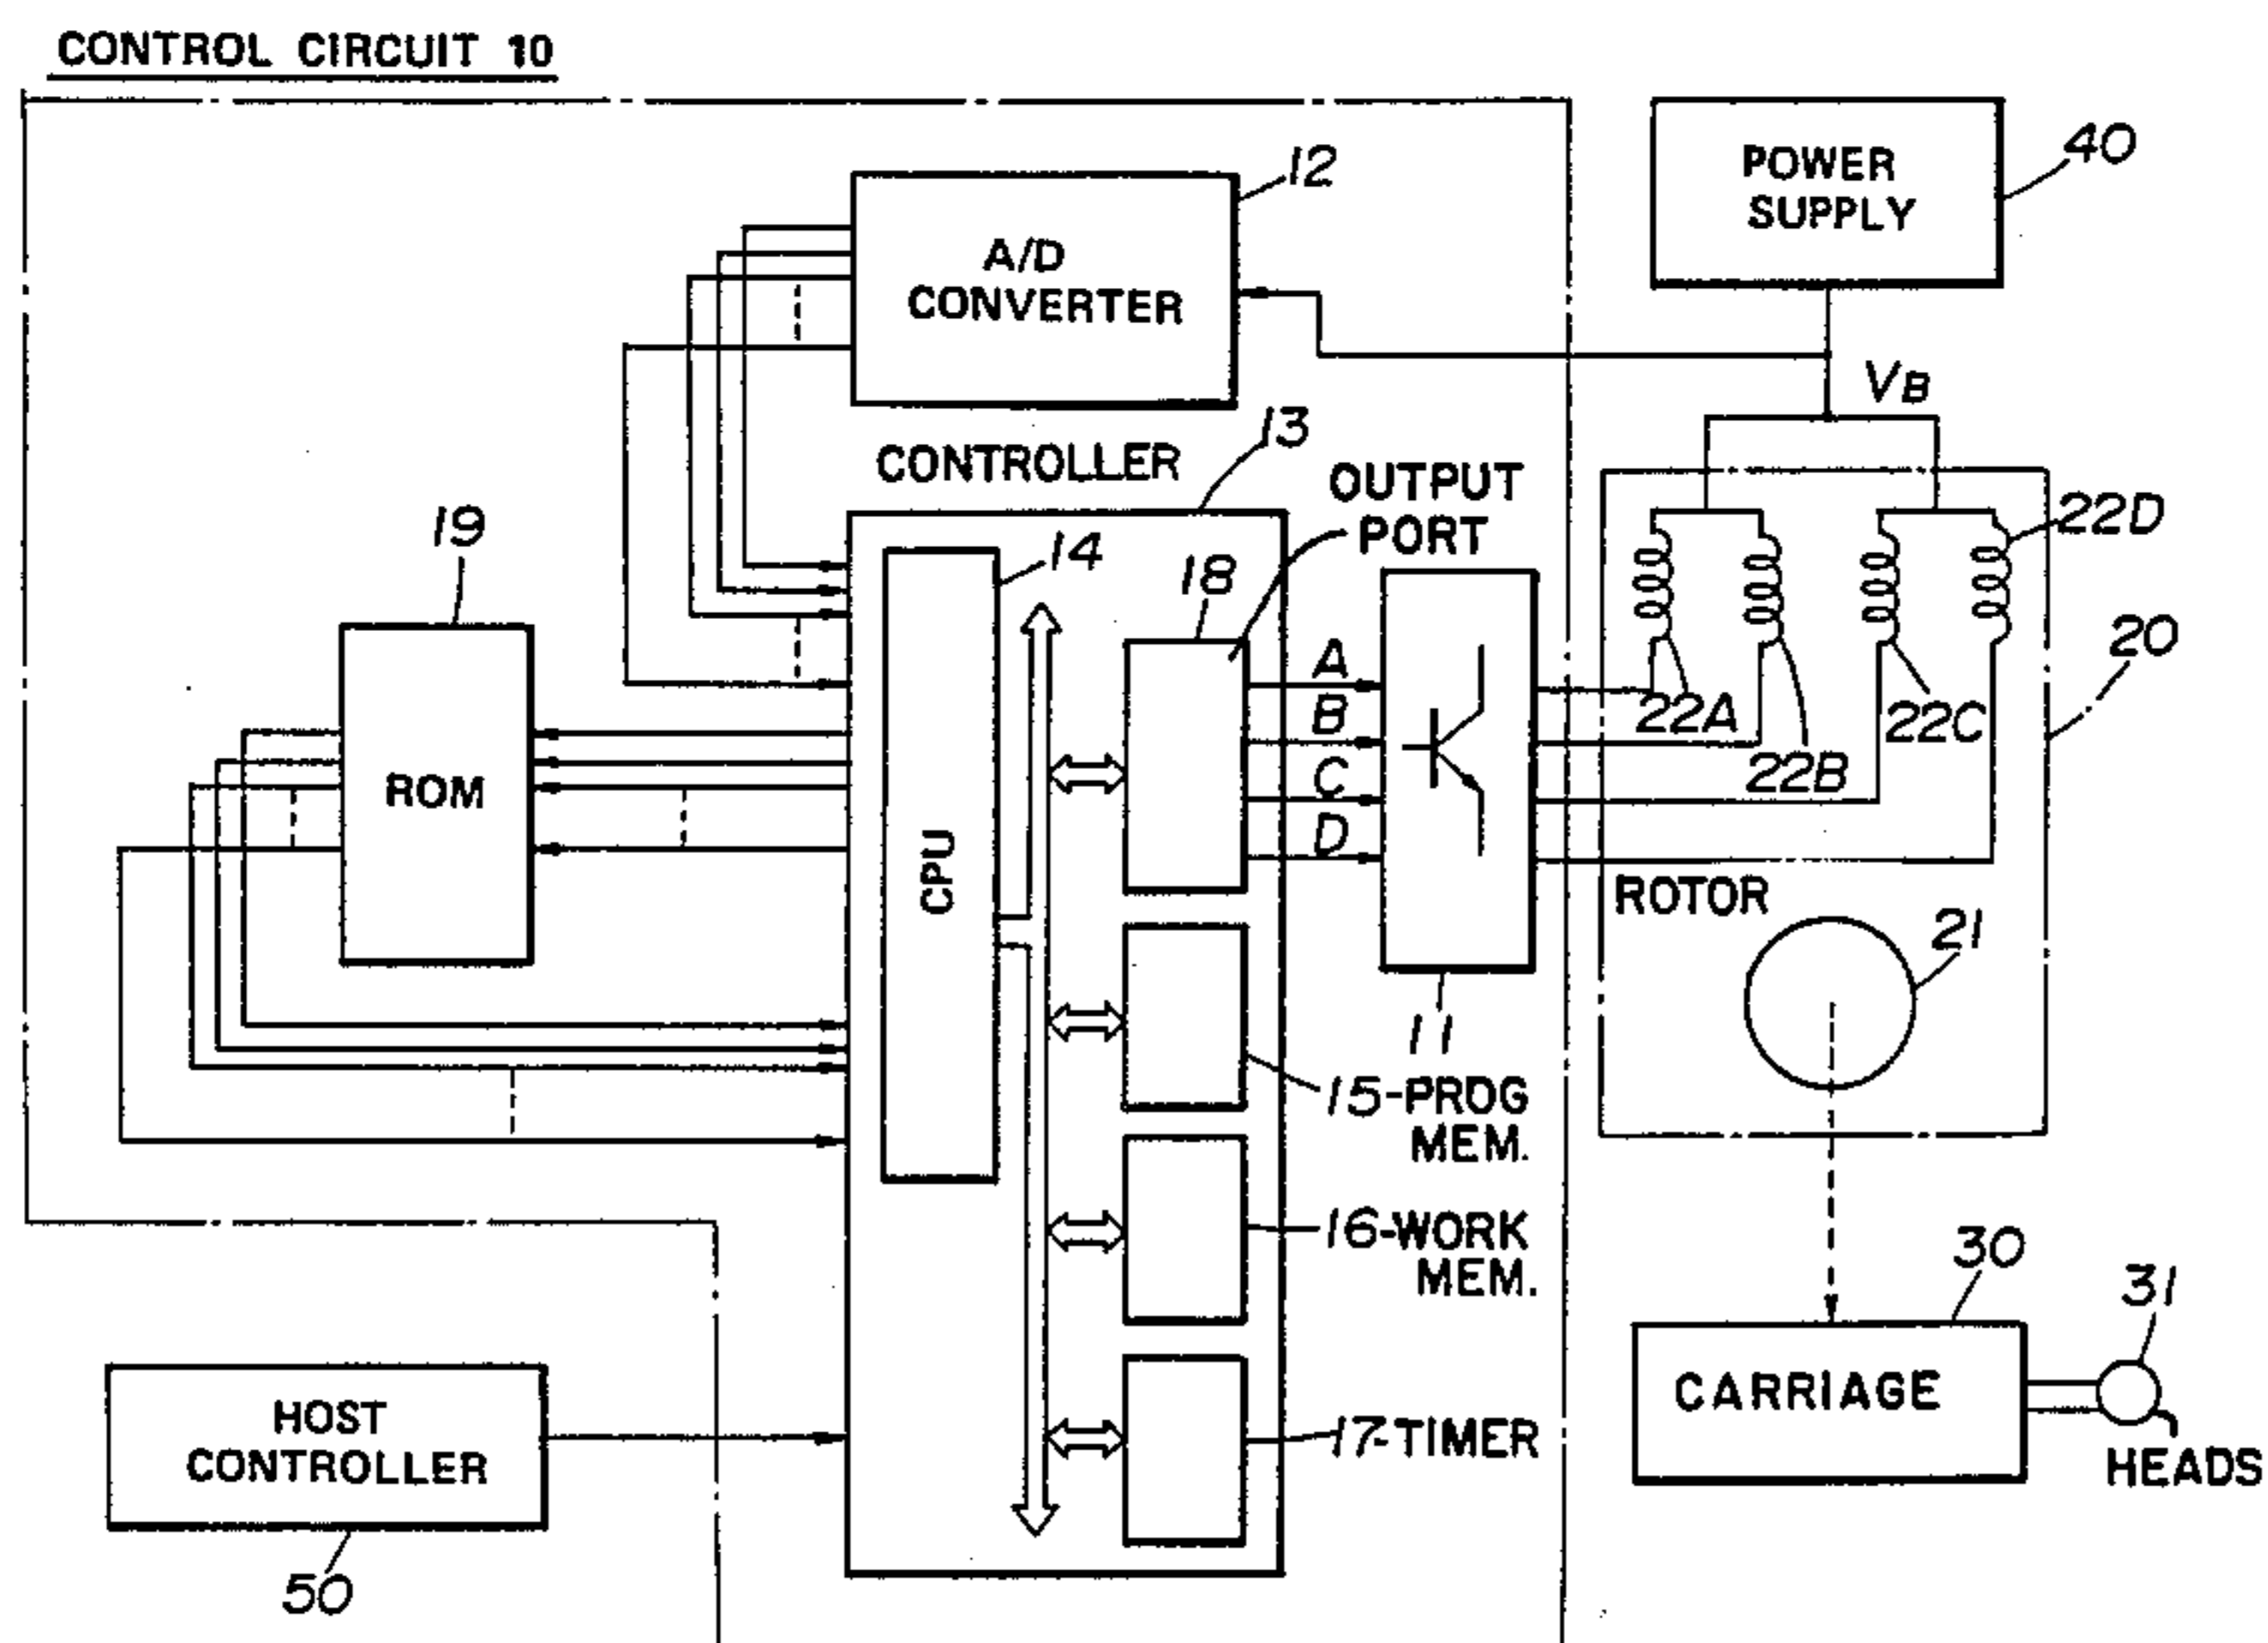 CONTROL CIRCUIT 10
12
A/D
CONVERTER
POWER
SUPPLY
40
VB
CONTROLLER
13
OUTPUT
PORT
19
14
18
22D
20
ROM
CPU
A
B
C
D
22A
22B
22C
ROTOR
21
11
15-PROG
MEM.
16-WORK
MEM.
17-TIMER
30
31
CARRIAGE
HEADS
HOST
CONTROLLER
50